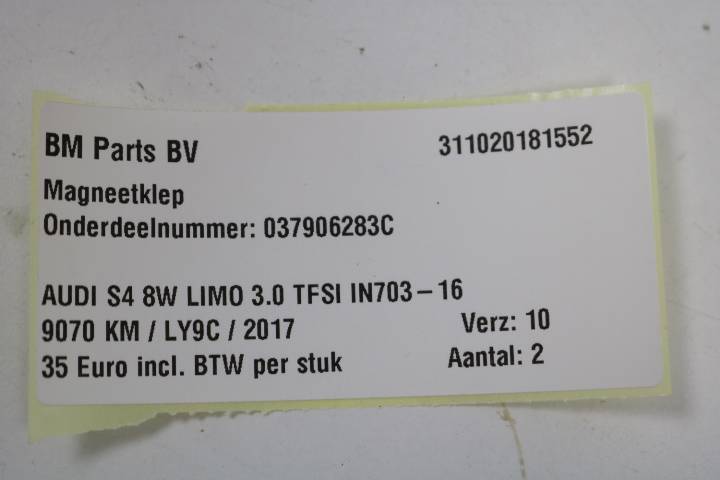 BM Parts BV 311020181552
Magneetklep
Onderdeelnummer: 037906283C
AUDI S4 8W LIMO 3.0 TFSI IN703-16
9070 KM / LY9C / 2017 Verz: 10
35 Euro incl. BTW per stuk Aantal: 2